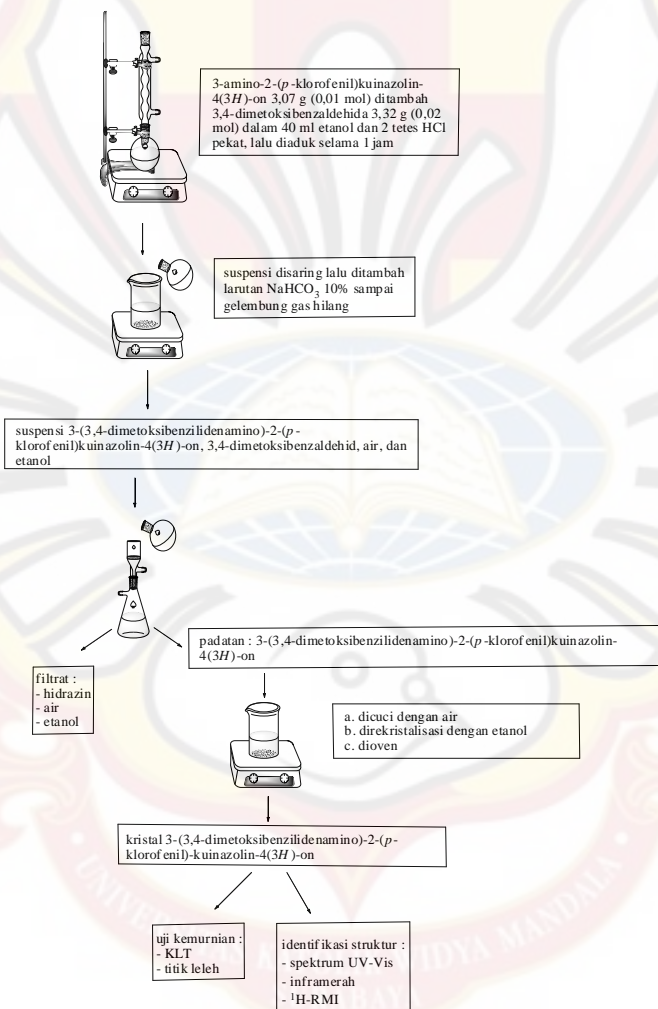 3-amino-2-(p-klorofenil)kuinazolin-
4(3H)-on 3,07 g (0,01 mol) ditambah
3,4-dimetoksibenzaldehida 3,32 g (0,02
mol) dalam 40 ml etanol dan 2 tetes HCl
pekat, lalu diaduk selama 1 jam
suspensi disaring lalu ditambah
larutan NaHCO3 10% sampai
gelembung gas hilang
suspensi 3-(3,4-dimetoksibenzilidenamino)-2-(p-
klorofenil)kuinazolin-4(3H)-on, 3,4-dimetoksibenzaldehid, air, dan
etanol
padatan : 3-(3,4-dimetoksibenzilidenamino)-2-(p-klorofenil)kuinazolin-
4(3H)-on
filtrat :
- hidrazin
- air
- etanol
a. dicuci dengan air
b. direkristalisasi dengan etanol
c. dioven
kristal 3-(3,4-dimetoksibenzilidenamino)-2-(p-
klorofenil)-kuinazolin-4(3H)-on
uji kemurnian :
- KLT
- titik leleh
identifikasi struktur :
- spektrum UV-Vis
- inframerah
- ¹H-RMI
UNIVERSITAS K WIDYA MANDALA
BAYA